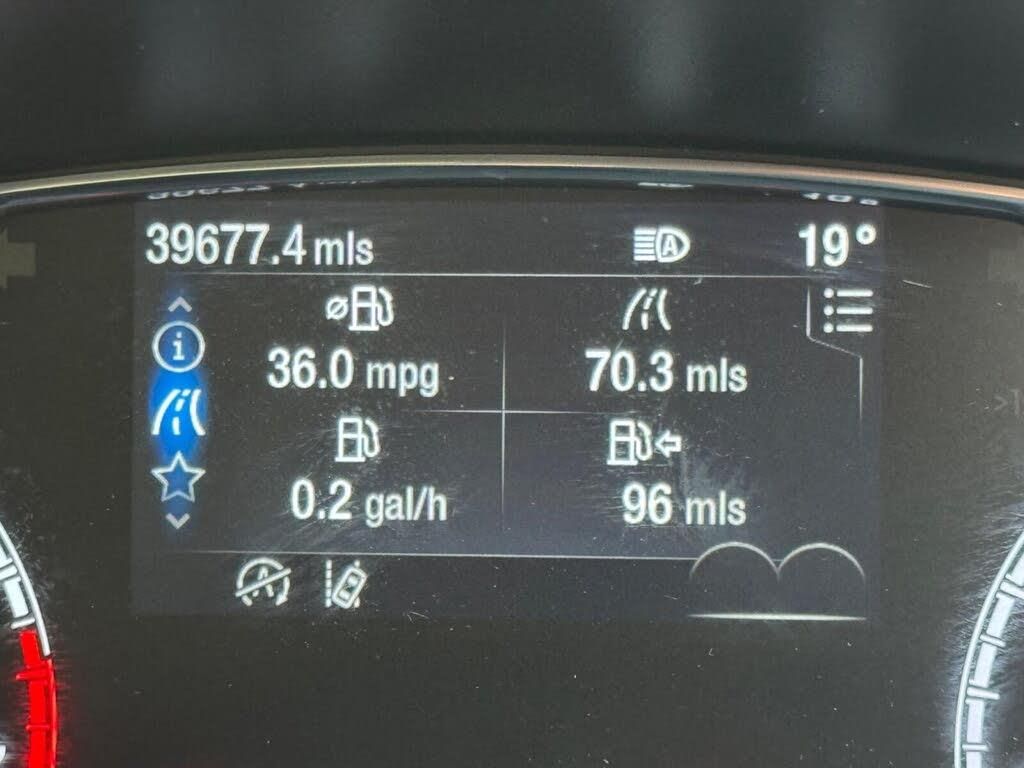 39677.4 mls A 19°
i 36.0 mpg 70.3 mls
0.2 gal/h 96 mls
A